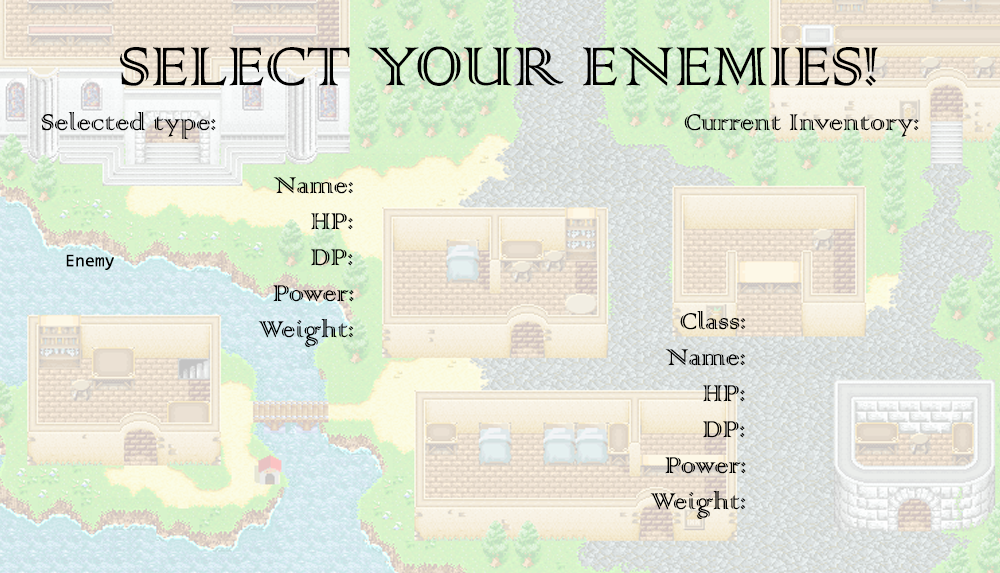 SELECT YOUR ENEMIES!
Selected type:
Current Inventory:
Name:
HP:
DP:
Enemy
Power:
Weight:
Class:
Name:
HP:
DP:
Power:
Weight: